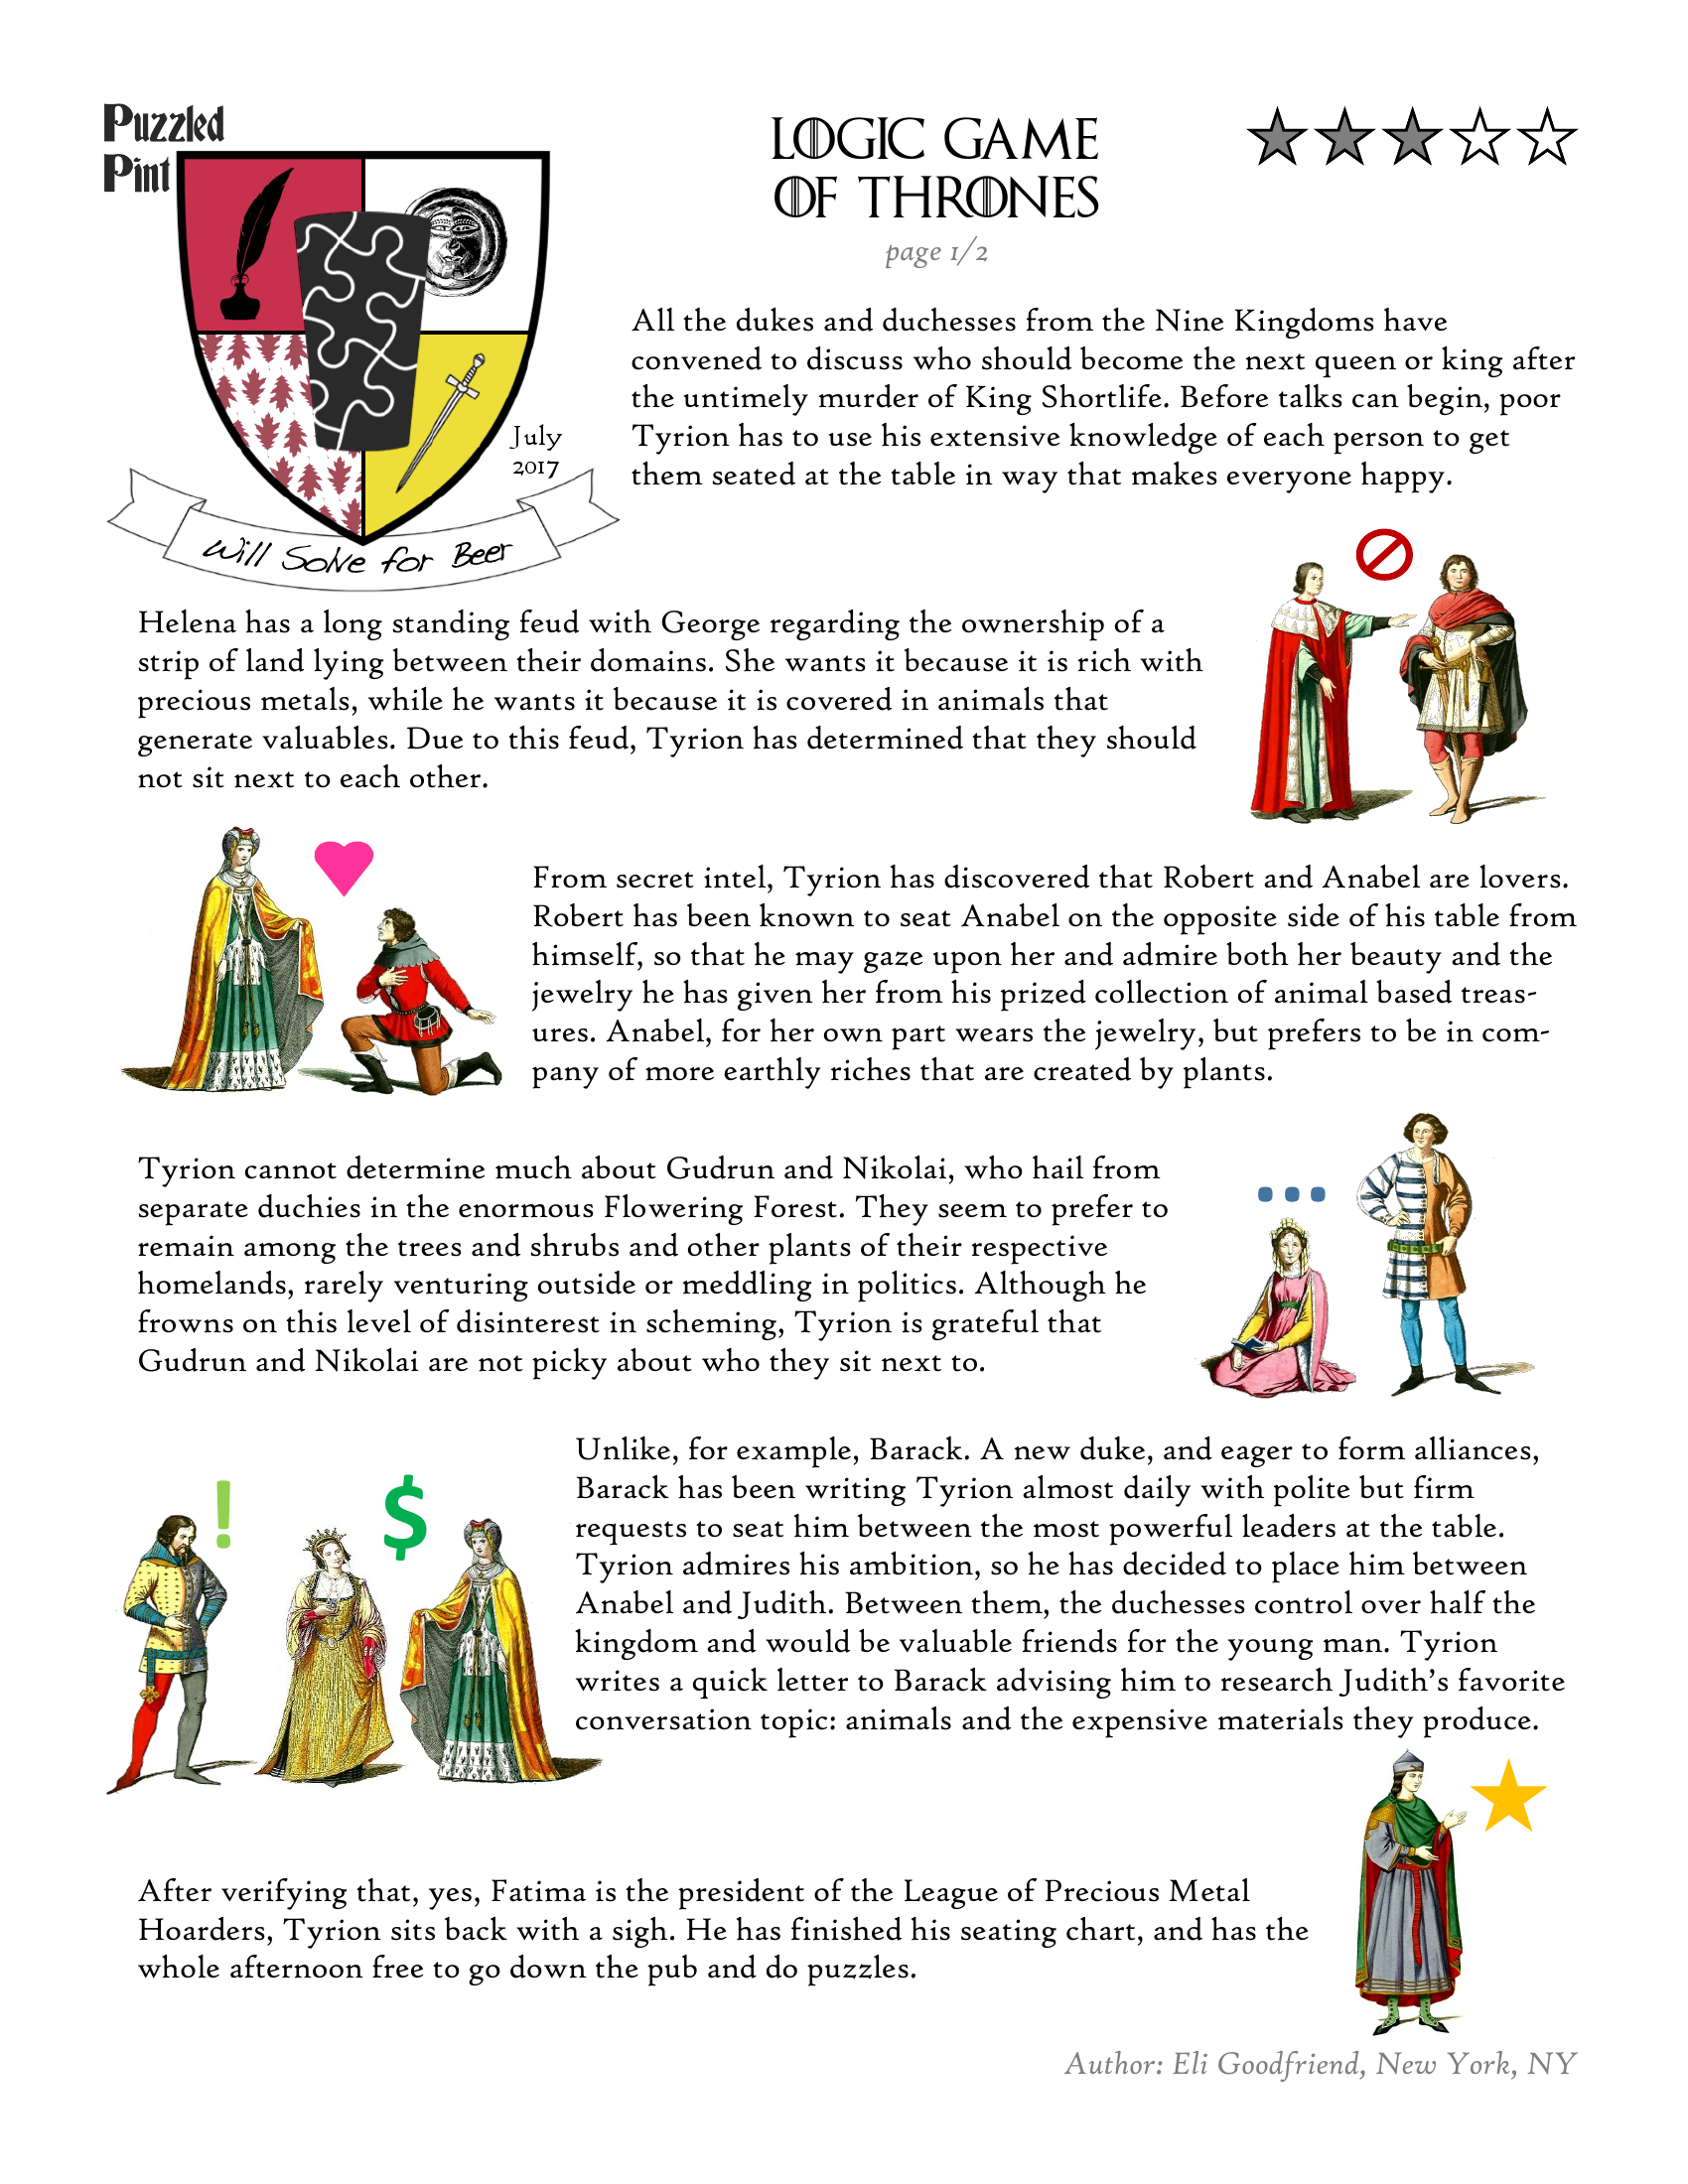 Puzzled
Pint
LOGIC GAME
OF THRONES
page 1/2
July
2017
Will Solve for Beer
All the dukes and duchesses from the Nine Kingdoms have
convened to discuss who should become the next queen or king after
the untimely murder of King Shortlife. Before talks can begin, poor
Tyrion has to use his extensive knowledge of each person to get
them seated at the table in way that makes everyone happy.
Helena has a long standing feud with George regarding the ownership of a
strip of land lying between their domains. She wants it because it is rich with
precious metals, while he wants it because it is covered in animals that
generate valuables. Due to this feud, Tyrion has determined that they should
not sit next to each other.
From secret intel, Tyrion has discovered that Robert and Anabel are lovers.
Robert has been known to seat Anabel on the opposite side of his table from
himself, so that he may gaze upon her and admire both her beauty and the
jewelry he has given her from his prized collection of animal based treas-
ures. Anabel, for her own part wears the jewelry, but prefers to be in com-
pany of more earthly riches that are created by plants.
Tyrion cannot determine much about Gudrun and Nikolai, who hail from
separate duchies in the enormous Flowering Forest. They seem to prefer to
remain among the trees and shrubs and other plants of their respective
homelands, rarely venturing outside or meddling in politics. Although he
frowns on this level of disinterest in scheming, Tyrion is grateful that
Gudrun and Nikolai are not picky about who they sit next to.
! $
Unlike, for example, Barack. A new duke, and eager to form alliances,
Barack has been writing Tyrion almost daily with polite but firm
requests to seat him between the most powerful leaders at the table.
Tyrion admires his ambition, so he has decided to place him between
Anabel and Judith. Between them, the duchesses control over half the
kingdom and would be valuable friends for the young man. Tyrion
writes a quick letter to Barack advising him to research Judith's favorite
conversation topic: animals and the expensive materials they produce.
After verifying that, yes, Fatima is the president of the League of Precious Metal
Hoarders, Tyrion sits back with a sigh. He has finished his seating chart, and has the
whole afternoon free to go down the pub and do puzzles.
Author: Eli Goodfriend, New York, NY